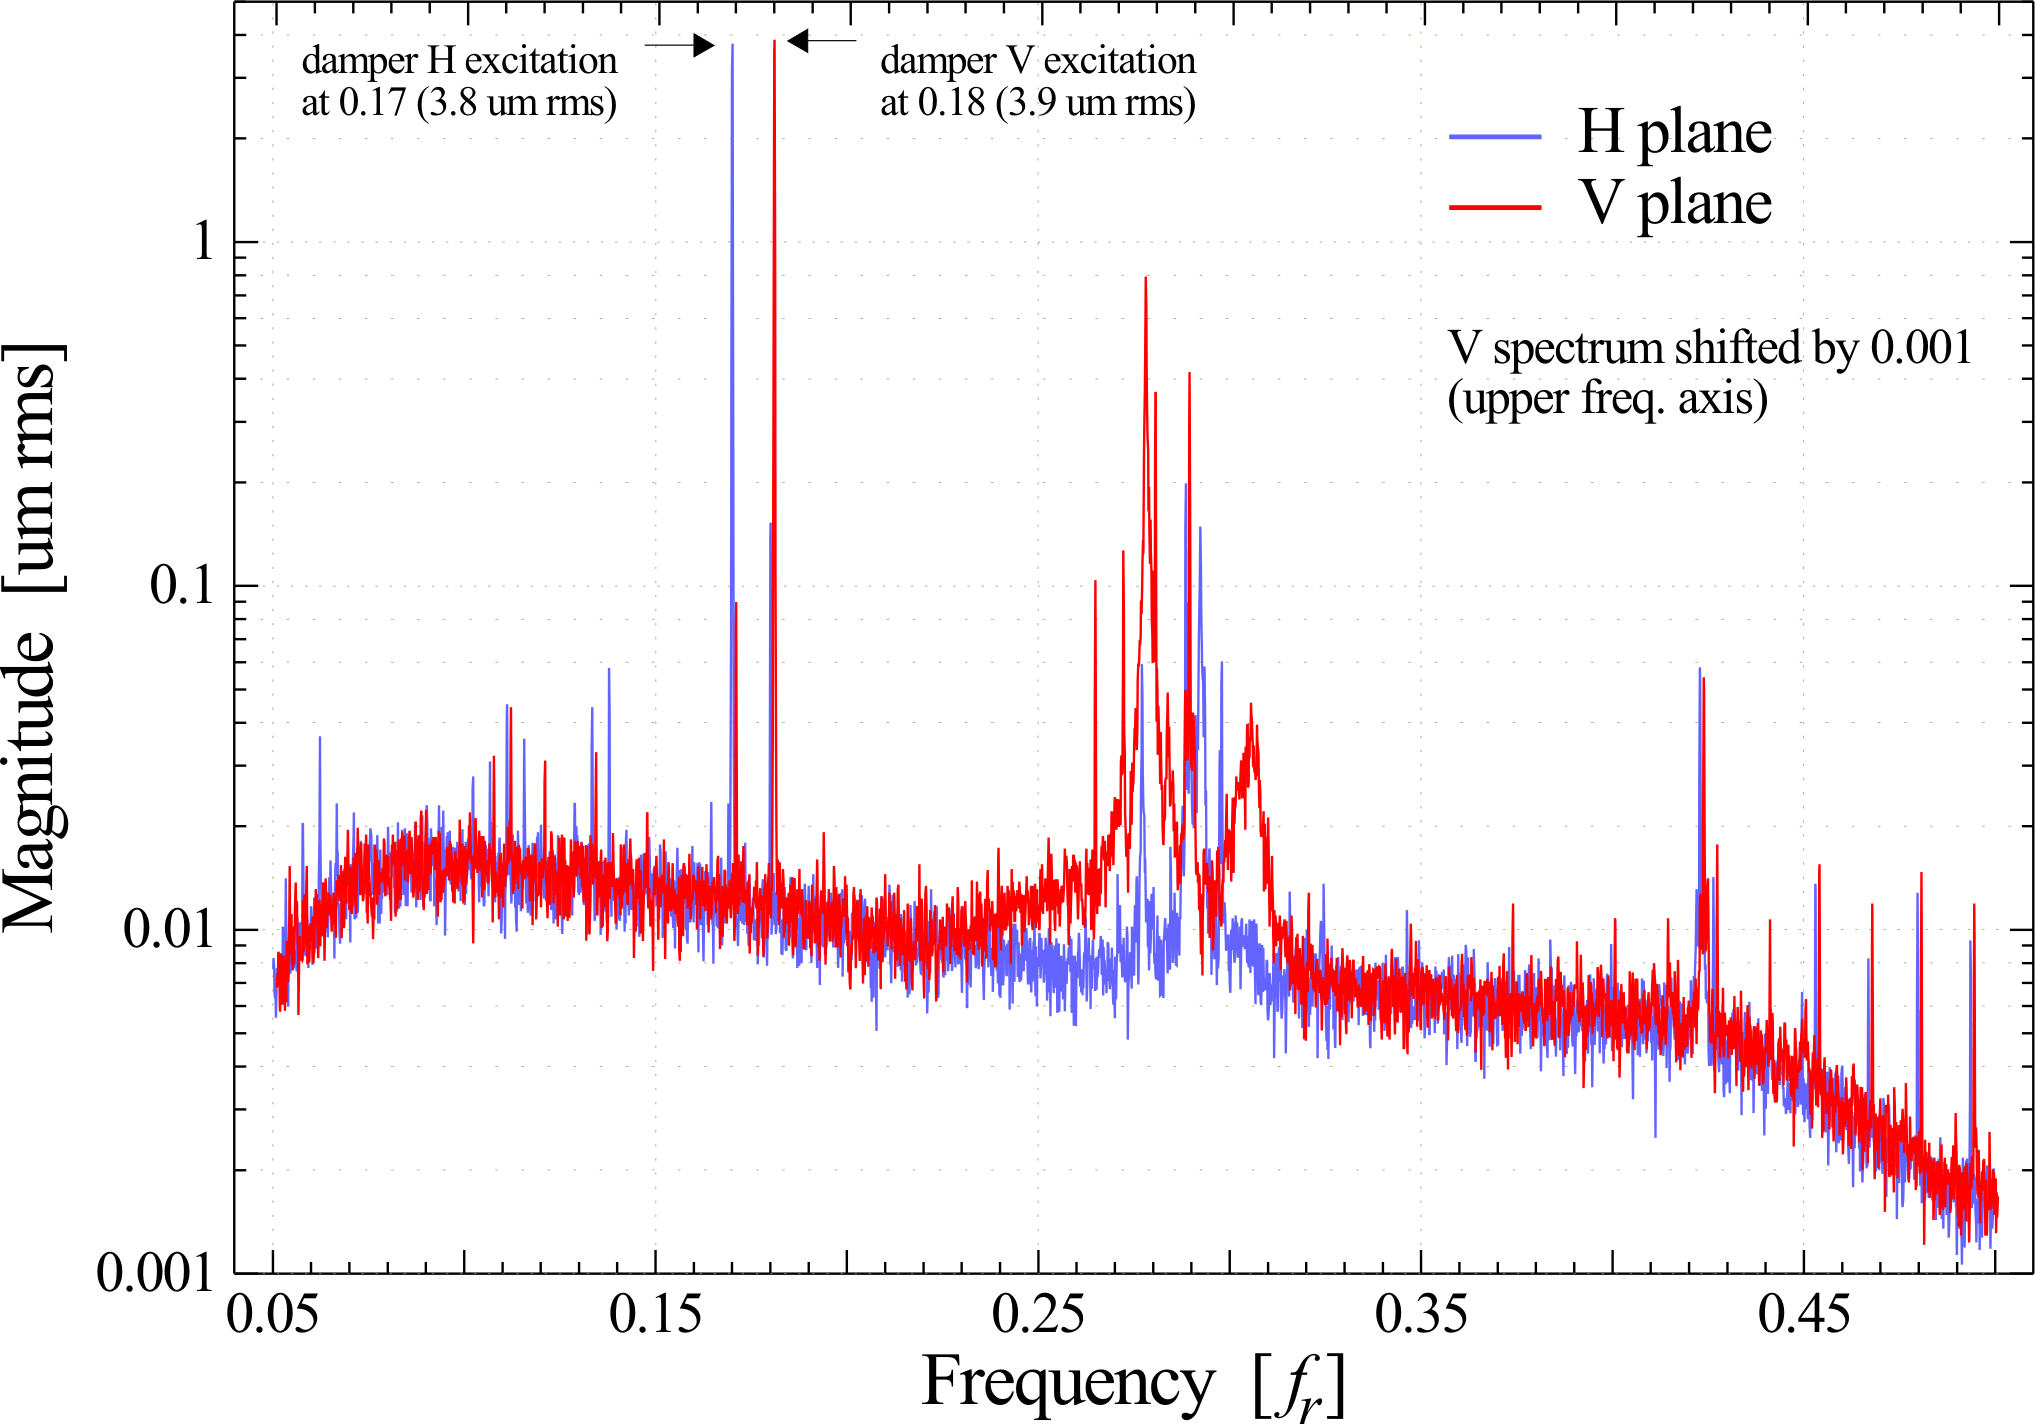 damper H excitation
at 0.17 (3.8 um rms)
damper V excitation
at 0.18 (3.9 um rms)
H plane
V plane
V spectrum shifted by 0.001
(upper freq. axis)
Magnitude [um rms]
1
0.1
0.01
0.001
0.05 0.15 0.25 0.35 0.45
Frequency [fr]